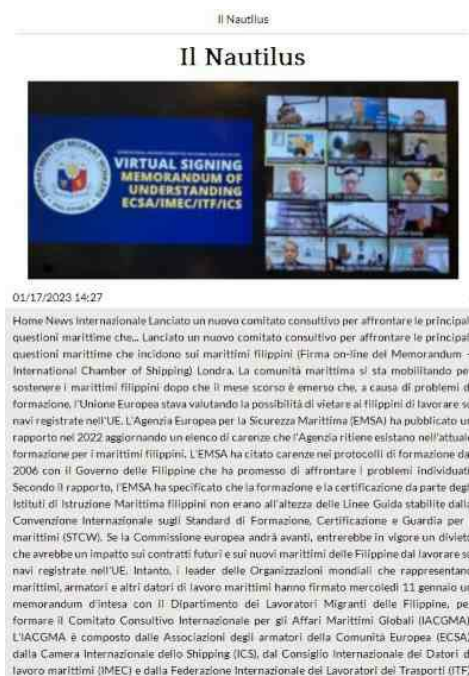 Il Nautilus
Il Nautilus
VIRTUAL SIGNING
MEMORANDUM OF
UNDERSTANDING
ECSA/IMEC/ITF/ICS
01/17/2023 14:27
Home News Internazionale Lanciato un nuovo comitato consultivo per affrontare le principal
questioni marittime che... Lanciato un nuovo comitato consultivo per affrontare le principal
questioni marittime che incidono sui marittimi filippini (Firma on-line del Memorandum -
International Chamber of Shipping) Londra. La comunità marittima si sta mobilitando pe
sostenere i marittimi filippini dopo che il mese scorso è emerso che, a causa di problemi d
formazione, l'Unione Europea stava valutando la possibilità di vietare ai filippini di lavorare su
navi registrate nell'UE. L'Agenzia Europea per la Sicurezza Marittima (EMSA) ha pubblicato un
rapporto nel 2022 aggiornando un elenco di carenze che l'Agenzia ritiene esistano nell'attuale
formazione per i marittimi filippini. L'EMSA ha citato carenze nei protocolli di formazione da
2006 con il Governo delle Filippine che ha promesso di affrontare i problemi individuati
Secondo il rapporto, l'EMSA ha specificato che la formazione e la certificazione da parte degl
Istituti di Istruzione Marittima filippini non erano all'altezza delle Linee Guida stabilite dalla
Convenzione Internazionale sugli Standard di Formazione, Certificazione e Guardia per
marittimi (STCW). Se la Commissione europea andrà avanti, entrerebbe in vigore un divieto
che avrebbe un impatto sui contratti futuri e sui nuovi marittimi delle Filippine dal lavorare su
navi registrate nell'UE. Intanto, i leader delle Organizzazioni mondiali che rappresentano
marittimi, armatori e altri datori di lavoro marittimi hanno firmato mercoledì 11 gennaio un
memorandum d'intesa con il Dipartimento dei Lavoratori Migranti delle Filippine, per
formare il Comitato Consultivo Internazionale per gli Affari Marittimi Globali (IACGMA)
L'IACGMA è composto dalle Associazioni degli armatori della Comunità Europea (ECSA)
dalla Camera Internazionale dello Shipping (ICS), dal Consiglio Internazionale dei Datori d
lavoro marittimi (IMEC) e dalla Federazione Internazionale dei Lavoratori dei Trasporti (ITF)